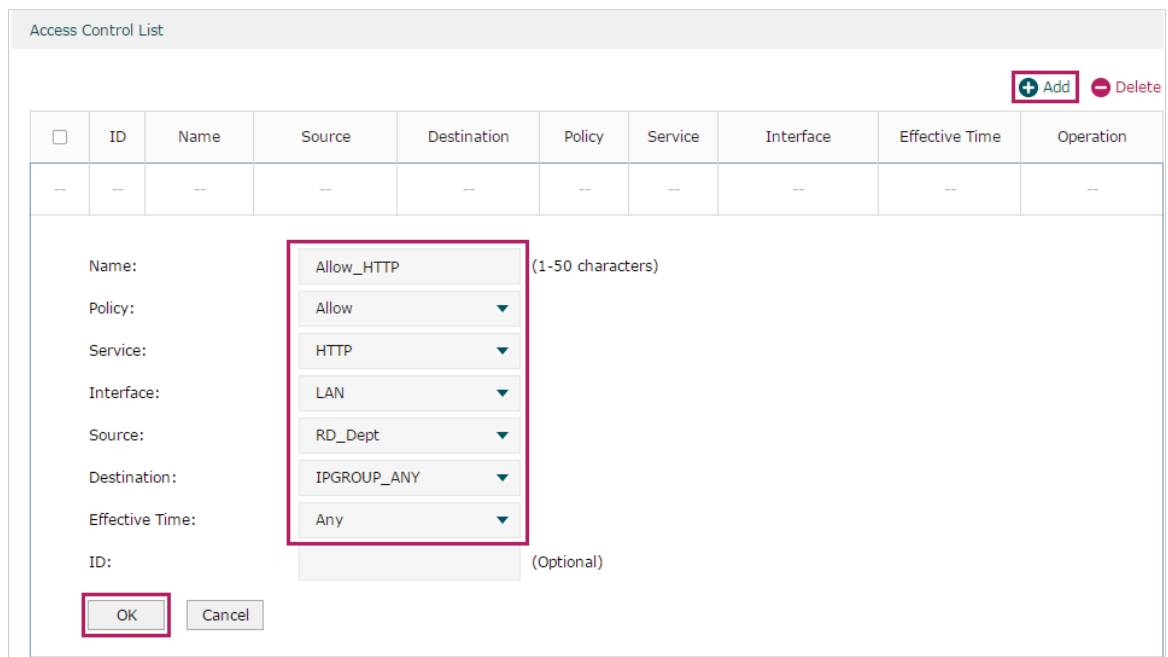 Access Control List
Add Delete
ID Name Source Destination Policy Service Interface Effective Time Operation
-- -- -- -- -- -- -- -- -- --
Name: Allow_HTTP (1-50 characters)
Policy: Allow
Service: HTTP
Interface: LAN
Source: RD_Dept
Destination: IPGROUP_ANY
Effective Time: Any
ID: (Optional)
OK Cancel